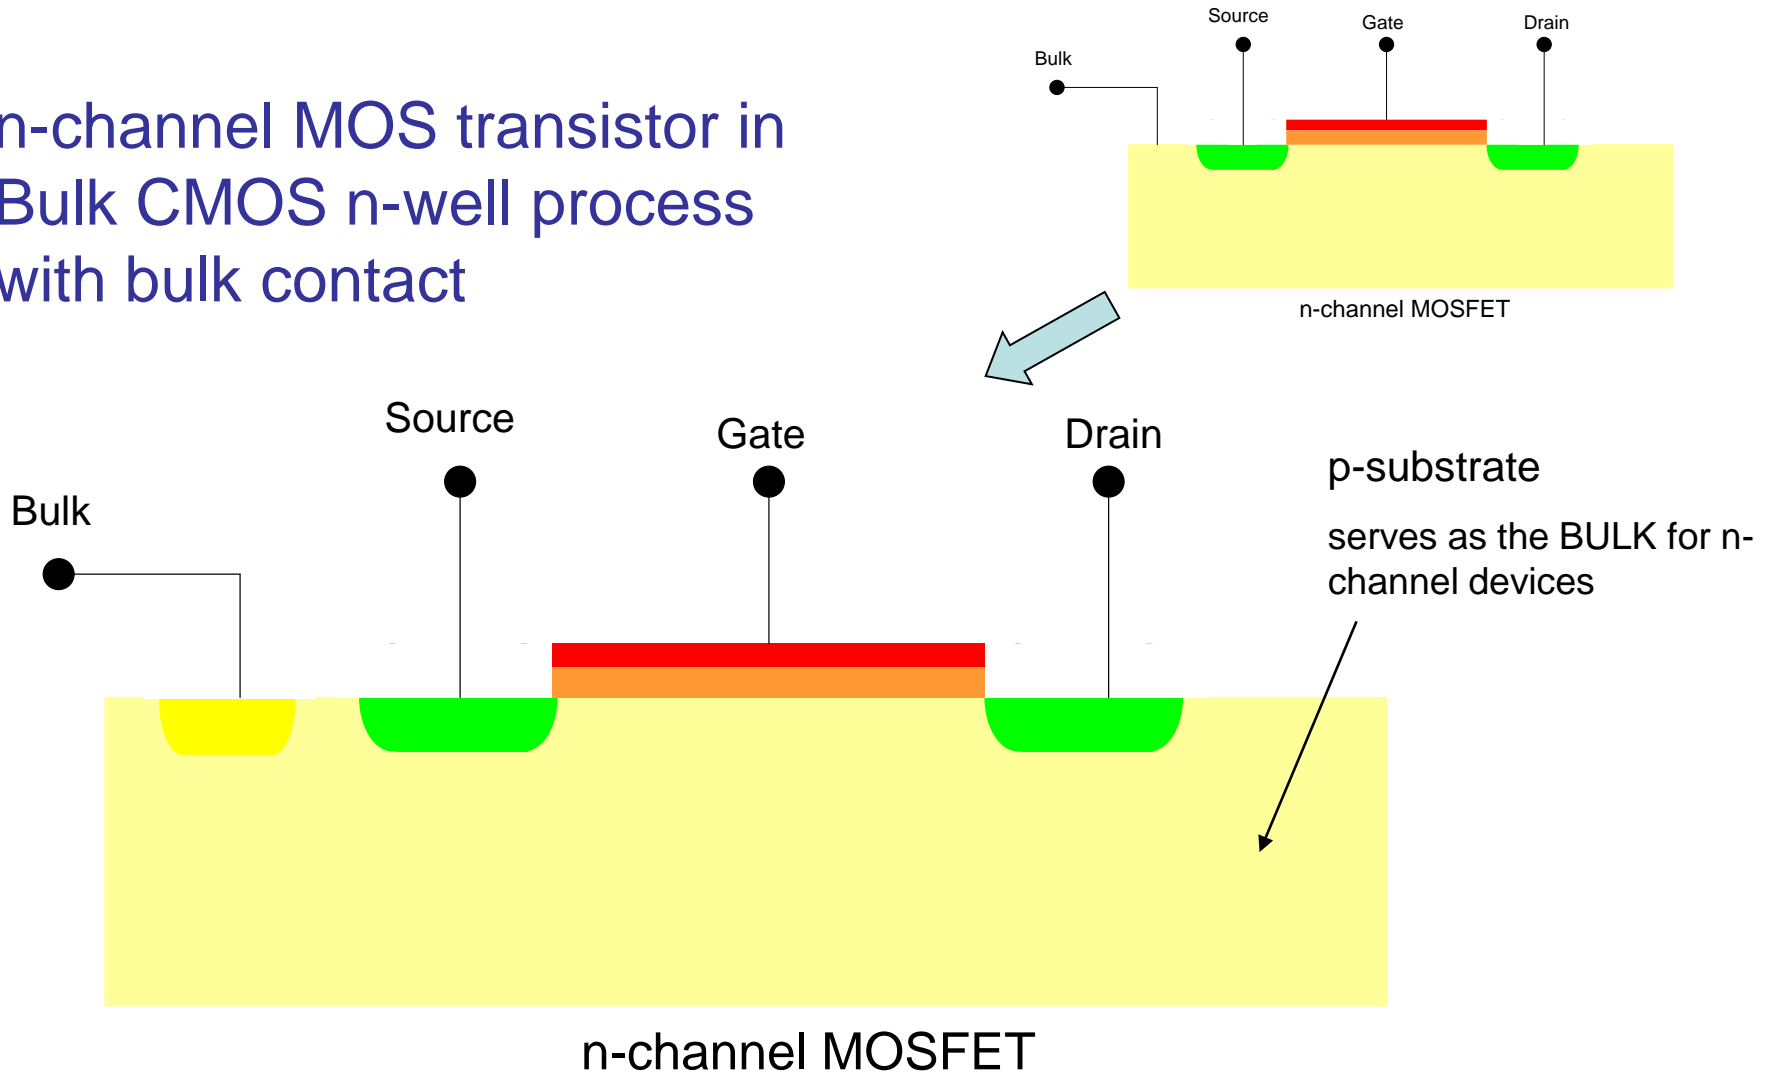 n-channel MOS transistor in
Bulk CMOS n-well process
with bulk contact
Source
Gate
Drain
Bulk
n-channel MOSFET
Source
Gate
Drain
Bulk
p-substrate
serves as the BULK for n-
channel devices
n-channel MOSFET